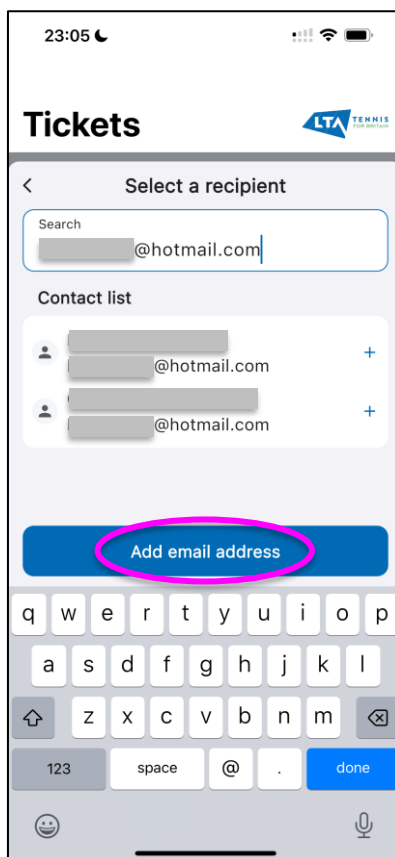 23:05
Tickets
LTA TENNIS
FOR BRITAIN
Select a recipient
Search
@hotmail.com
Contact list
@hotmail.com
+
@hotmail.com
+
Add email address
q w e r t y u i o p
a s d f g h j k l
z x c v b n m
123 space @ . done